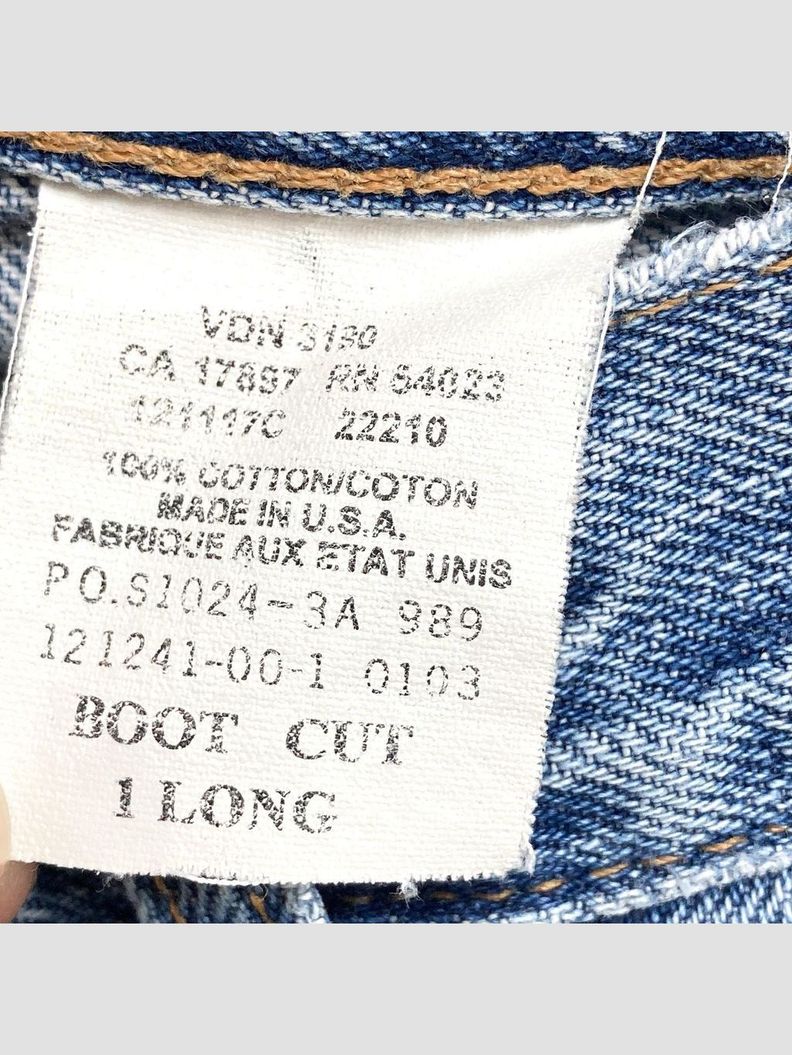 VDN 3190
CA 17897 RN 54023
121117C 22210
100% COTTON/COTON
MADE IN U.S.A.
FABRIQUE AUX ETAT UNIS
PO.S1024-3A 989
121241-00-1 0103
BOOT CUT
1 LONG